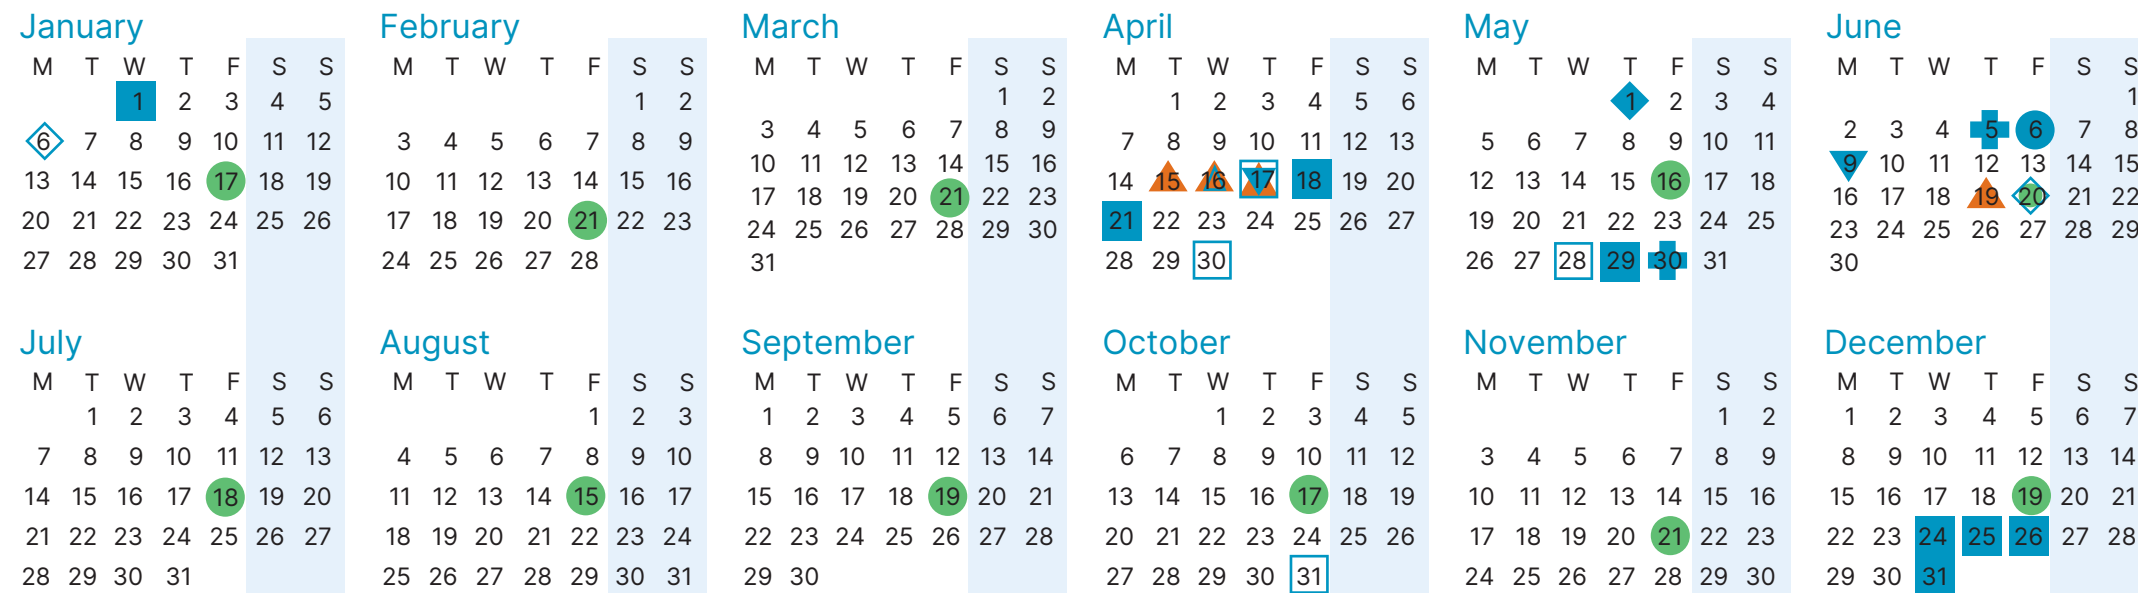 January
M T W T F S S
1 2 3 4 5
6 7 8 9 10 11 12
13 14 15 16 17 18 19
20 21 22 23 24 25 26
27 28 29 30 31
February
M T W T F S S
1 2
3 4 5 6 7 8 9
10 11 12 13 14 15 16
17 18 19 20 21 22 23
24 25 26 27 28
March
M T W T F S S
1 2
3 4 5 6 7 8 9
10 11 12 13 14 15 16
17 18 19 20 21 22 23
24 25 26 27 28 29 30
31
April
M T W T F S S
1 2 3 4 5 6
7 8 9 10 11 12 13
14 15 16 17 18 19 20
21 22 23 24 25 26 27
28 29 30
May
M T W T F S S
1 2 3 4
5 6 7 8 9 10 11
12 13 14 15 16 17 18
19 20 21 22 23 24 25
26 27 28 29 30 31
June
M T W T F S S
1
2 3 4 5 6 7 8
9 10 11 12 13 14 15
16 17 18 19 20 21 22
23 24 25 26 27 28 29
30
July
M T W T F S S
1 2 3 4 5 6
7 8 9 10 11 12 13
14 15 16 17 18 19 20
21 22 23 24 25 26 27
28 29 30 31
August
M T W T F S S
1 2 3
4 5 6 7 8 9 10
11 12 13 14 15 16 17
18 19 20 21 22 23 24
25 26 27 28 29 30 31
September
M T W T F S S
1 2 3 4 5 6 7
8 9 10 11 12 13 14
15 16 17 18 19 20 21
22 23 24 25 26 27 28
29 30
October
M T W T F S S
1 2 3 4 5
6 7 8 9 10 11 12
13 14 15 16 17 18 19
20 21 22 23 24 25 26
27 28 29 30 31
November
M T W T F S S
1 2
3 4 5 6 7 8 9
10 11 12 13 14 15 16
17 18 19 20 21 22 23
24 25 26 27 28 29 30
December
M T W T F S S
1 2 3 4 5 6 7
8 9 10 11 12 13 14
15 16 17 18 19 20 21
22 23 24 25 26 27 28
29 30 31